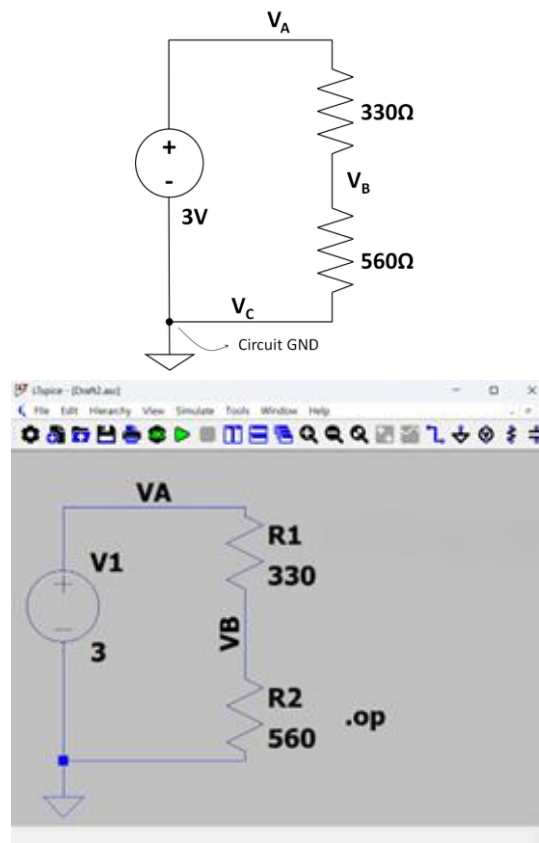 VA
+
330Ω
VB
-
3V
560Ω
VC
Circuit GND
LTspice - [Draft2.asc]
File Edit Hierarchy View Simulate Tools Window Help
VA
V1
R1
330
VB
3
R2
560
.op